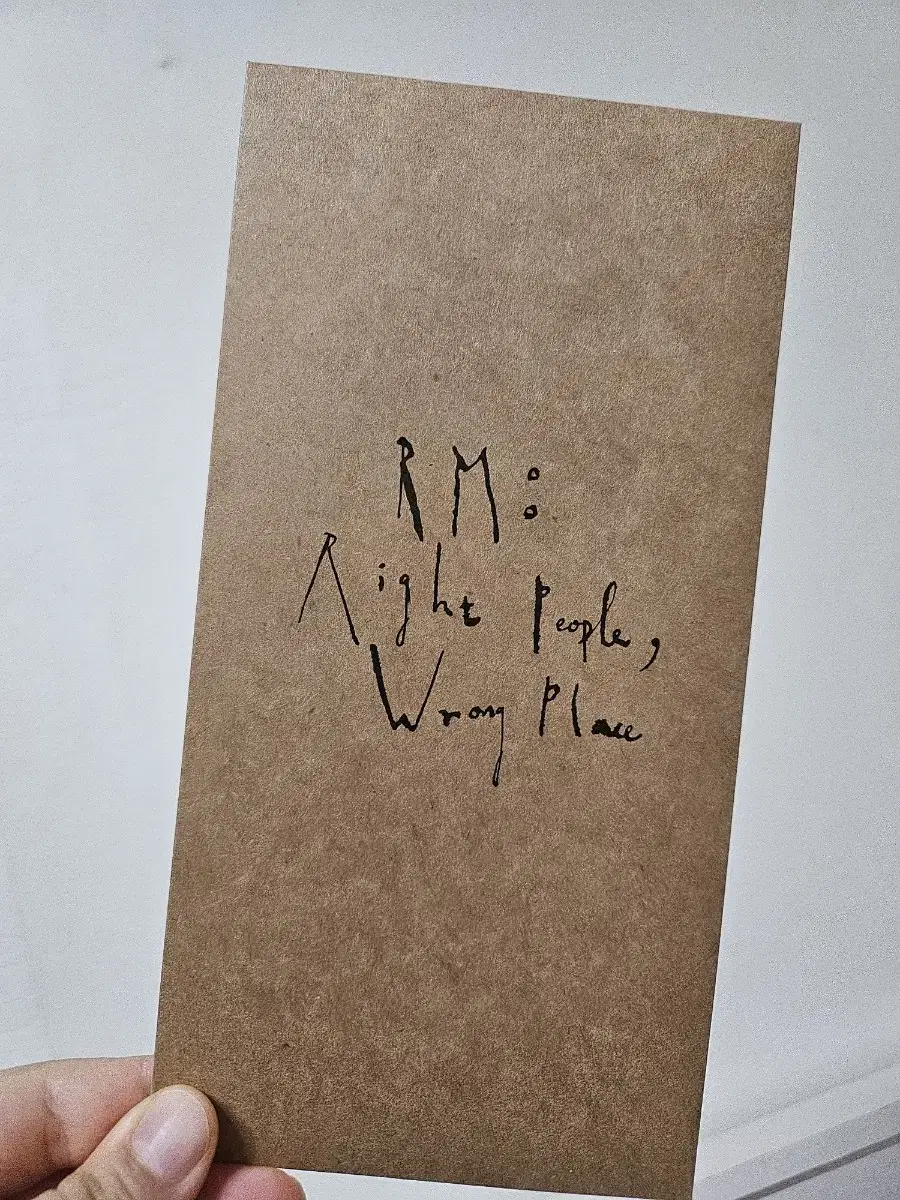 RM:
Right People,
Wrong Place